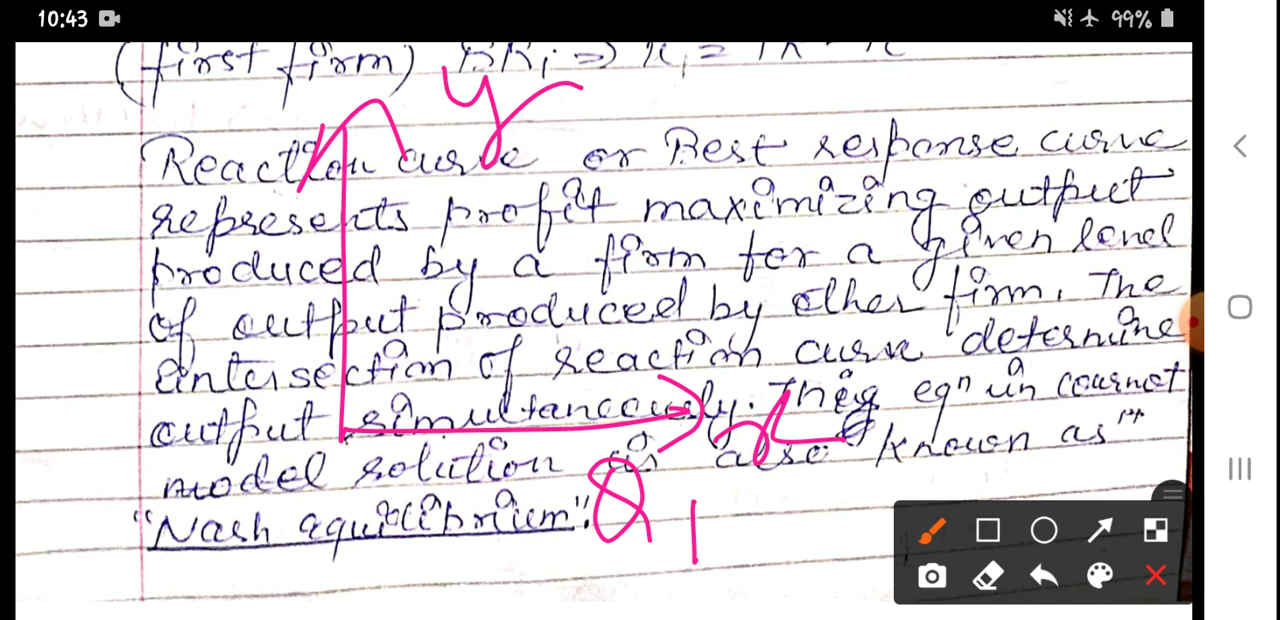 10:43
99%
(first firm)
Reaction curve or Best response curve
represents profit maximizing output
produced by a firm for a given level
of output produced by other firm. The
intersection of reaction curve determine
output simultaneously. This eqn in cournot
model solution is also known as "
"Nash equilibrium".
y
x
Q1